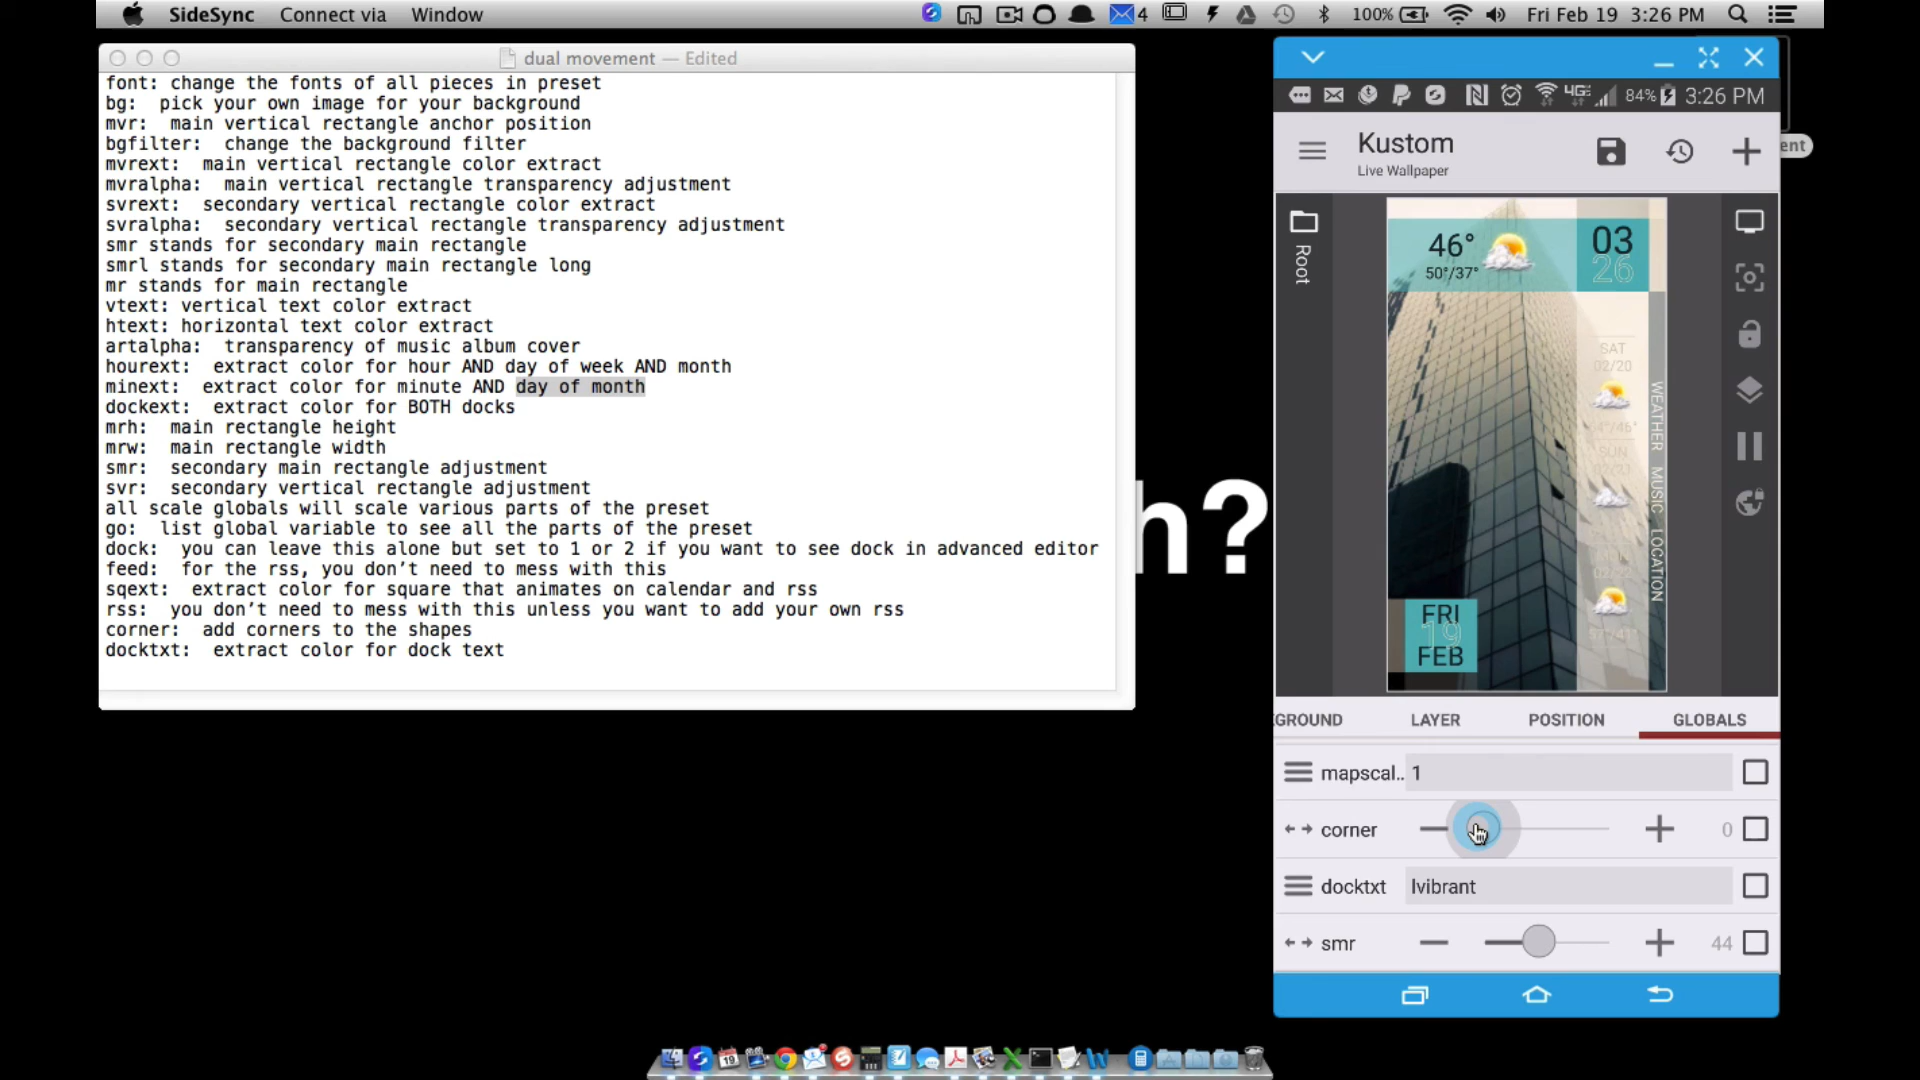 SideSync Connect via Window
4 100% Fri Feb 19 3:26 PM
dual movement — Edited
font: change the fonts of all pieces in preset
bg: pick your own image for your background
mvr: main vertical rectangle anchor position
bgfilter: change the background filter
mvrext: main vertical rectangle color extract
mvralpha: main vertical rectangle transparency adjustment
svrext: secondary vertical rectangle color extract
svralpha: secondary vertical rectangle transparency adjustment
smr stands for secondary main rectangle
smrl stands for secondary main rectangle long
mr stands for main rectangle
vtext: vertical text color extract
htext: horizontal text color extract
artalpha: transparency of music album cover
hourext: extract color for hour AND day of week AND month
minext: extract color for minute AND day of month
dockext: extract color for BOTH docks
mrh: main rectangle height
mrw: main rectangle width
smr: secondary main rectangle adjustment
svr: secondary vertical rectangle adjustment
all scale globals will scale various parts of the preset
go: list global variable to see all the parts of the preset
dock: you can leave this alone but set to 1 or 2 if you want to see dock in advanced editor
feed: for the rss, you don't need to mess with this
sqext: extract color for square that animates on calendar and rss
rss: you don't need to mess with this unless you want to add your own rss
corner: add corners to the shapes
docktxt: extract color for dock text
h?
ent
4G 84% 3:26 PM
Kustom
Live Wallpaper
Root
46°
50°/37°
03
26
SAT
02/20
SUN
WEATHER MUSIC LOCATION
57°/41°
FRI
19
FEB
GROUND LAYER POSITION GLOBALS
mapscal.. 1
corner 0
docktxt lvibrant
smr 44